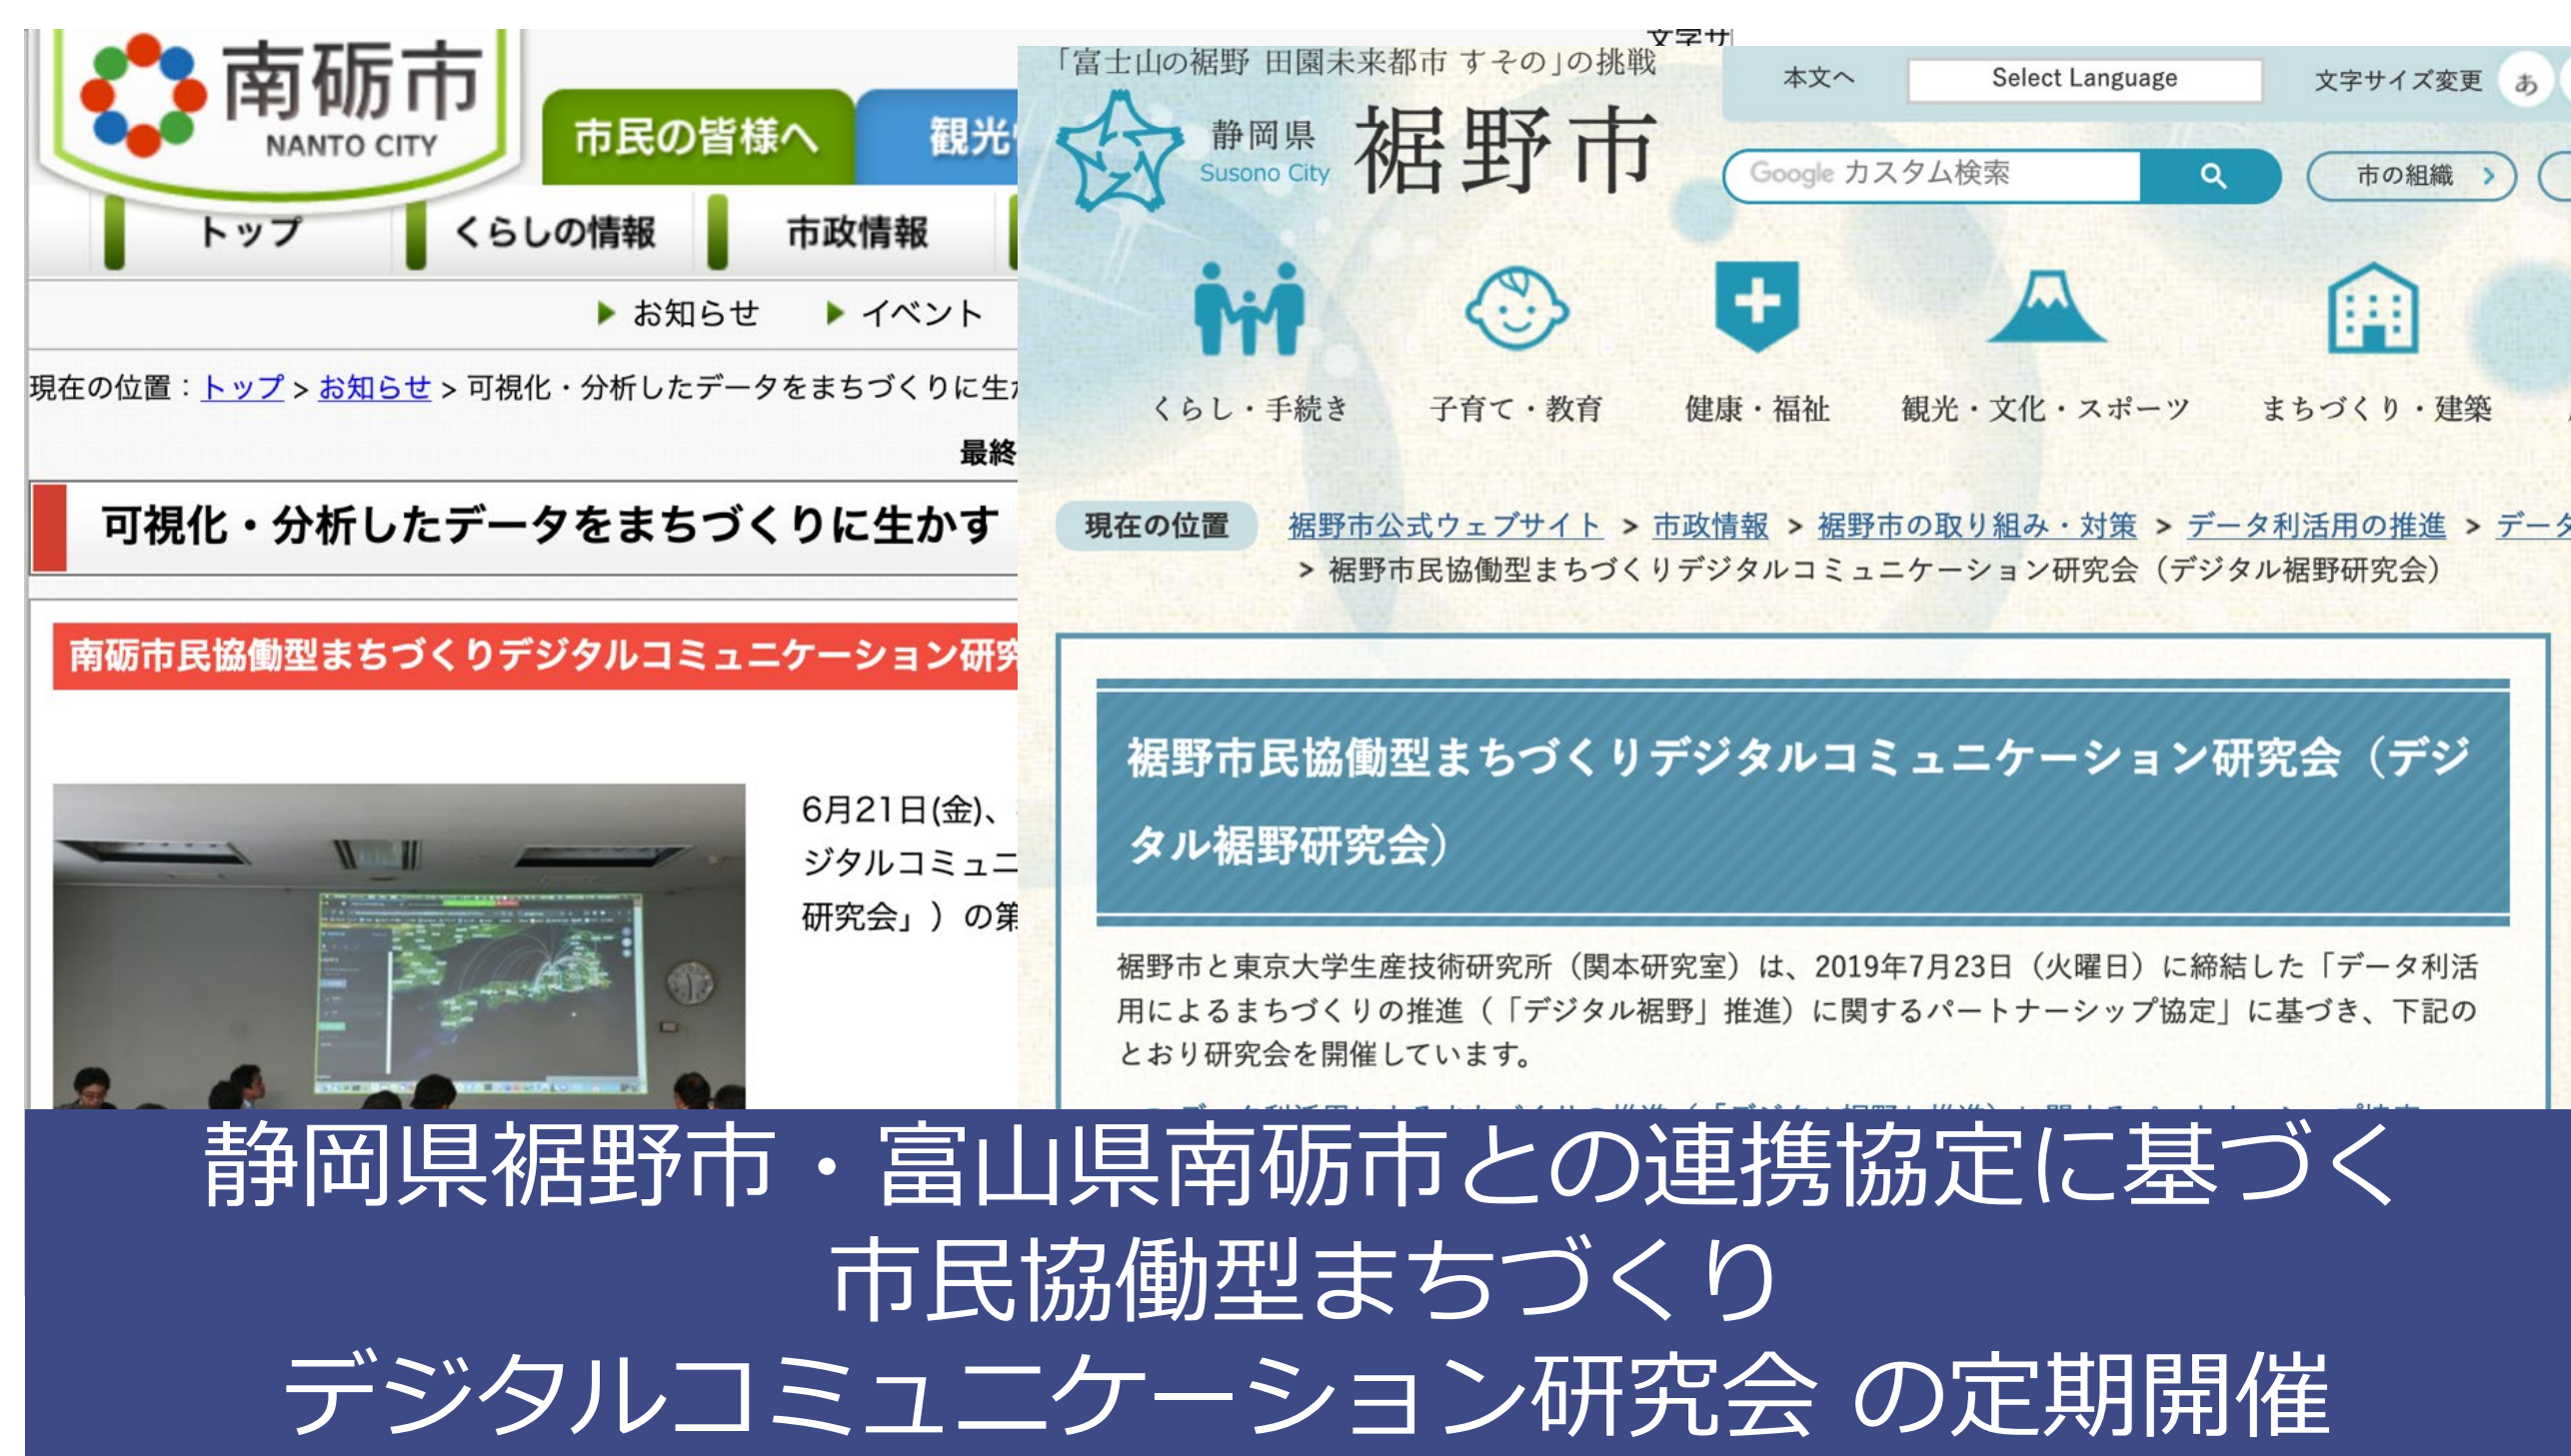 南砺市
NANTO CITY
市民の皆様へ
観光
トップ
くらしの情報
市政情報
お知らせ
イベント
現在の位置：トップ > お知らせ > 可視化・分析したデータをまちづくりに生か
最終
可視化・分析したデータをまちづくりに生かす
南砺市民協働型まちづくりデジタルコミュニケーション研究
6月21日(金)、
ジタルコミュニ
研究会」）の第
文字サ
「富士山の裾野 田園未来都市 すその」の挑戦
静岡県
Susono City
裾野市
本文へ
Select Language
文字サイズ変更
あ
Google カスタム検索
市の組織
くらし・手続き
子育て・教育
健康・福祉
観光・文化・スポーツ
まちづくり・建築
現在の位置
裾野市公式ウェブサイト > 市政情報 > 裾野市の取り組み・対策 > データ利活用の推進 > データ
> 裾野市民協働型まちづくりデジタルコミュニケーション研究会（デジタル裾野研究会）
裾野市民協働型まちづくりデジタルコミュニケーション研究会（デジ
タル裾野研究会）
裾野市と東京大学生産技術研究所（関本研究室）は、2019年7月23日（火曜日）に締結した「データ利活
用によるまちづくりの推進（「デジタル裾野」推進）に関するパートナーシップ協定」に基づき、下記の
とおり研究会を開催しています。
静岡県裾野市・富山県南砺市との連携協定に基づく
市民協働型まちづくり
デジタルコミュニケーション研究会 の定期開催